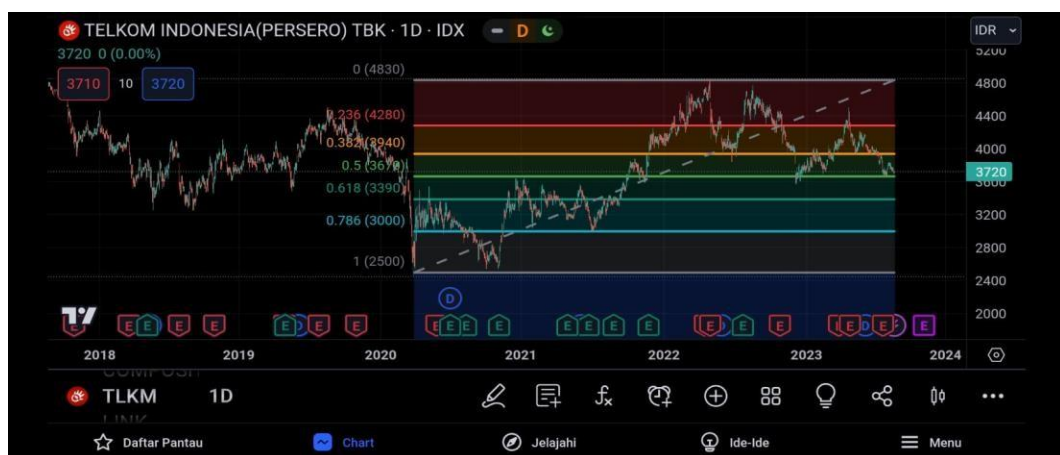 TELKOM INDONESIA(PERSERO) TBK · 1D · IDX
D
IDR
3720 0 (0.00%)
3710 10 3720
5200
4800
4400
4000
3720
3600
3200
2800
2400
2000
0 (4830)
0.236 (4280)
0.382 (3940)
0.5 (3670)
0.618 (3390)
0.786 (3000)
1 (2500)
D
E E E E E E E E E E E E E E E E E E E E E E E
2018 2019 2020 2021 2022 2023 2024
TLKM 1D
LINK
Daftar Pantau
Chart
Jelajahi
Ide-Ide
Menu